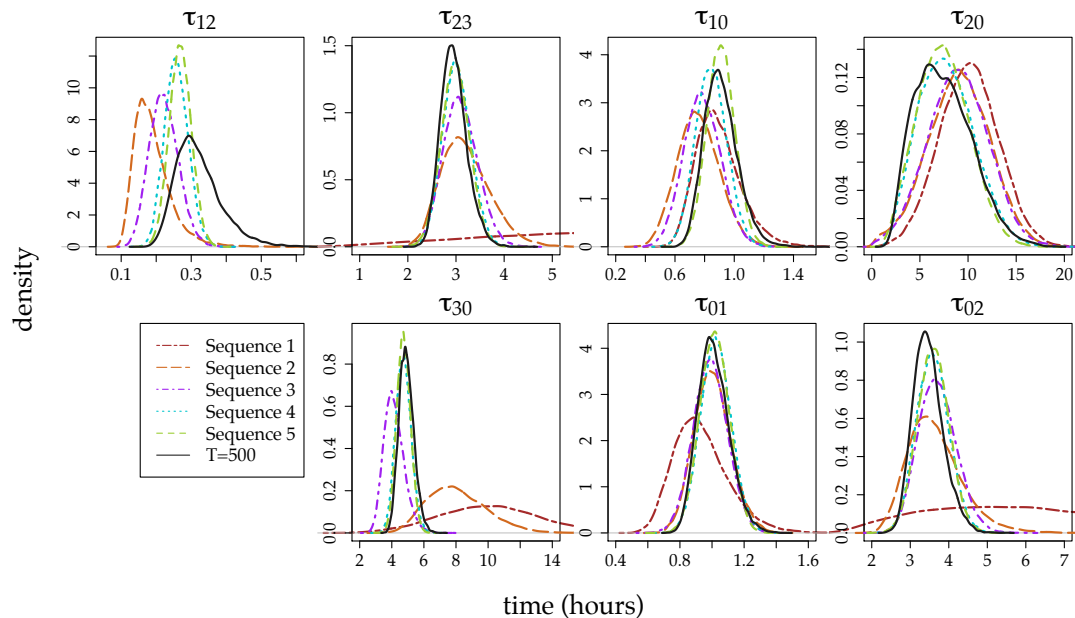 τ12
τ23
τ10
τ20
0 2 4 6 8 10
0.1 0.3 0.5
0.0 0.5 1.0 1.5
1 2 3 4 5
0 1 2 3 4
0.2 0.6 1.0 1.4
0.00 0.04 0.08 0.12
0 5 10 15 20
density
τ30
τ01
τ02
Sequence 1
Sequence 2
Sequence 3
Sequence 4
Sequence 5
T=500
0.0 0.2 0.4 0.6 0.8
2 4 6 8 10 14
0 1 2 3 4
0.4 0.8 1.2 1.6
0.0 0.2 0.4 0.6 0.8 1.0
2 3 4 5 6 7
time (hours)